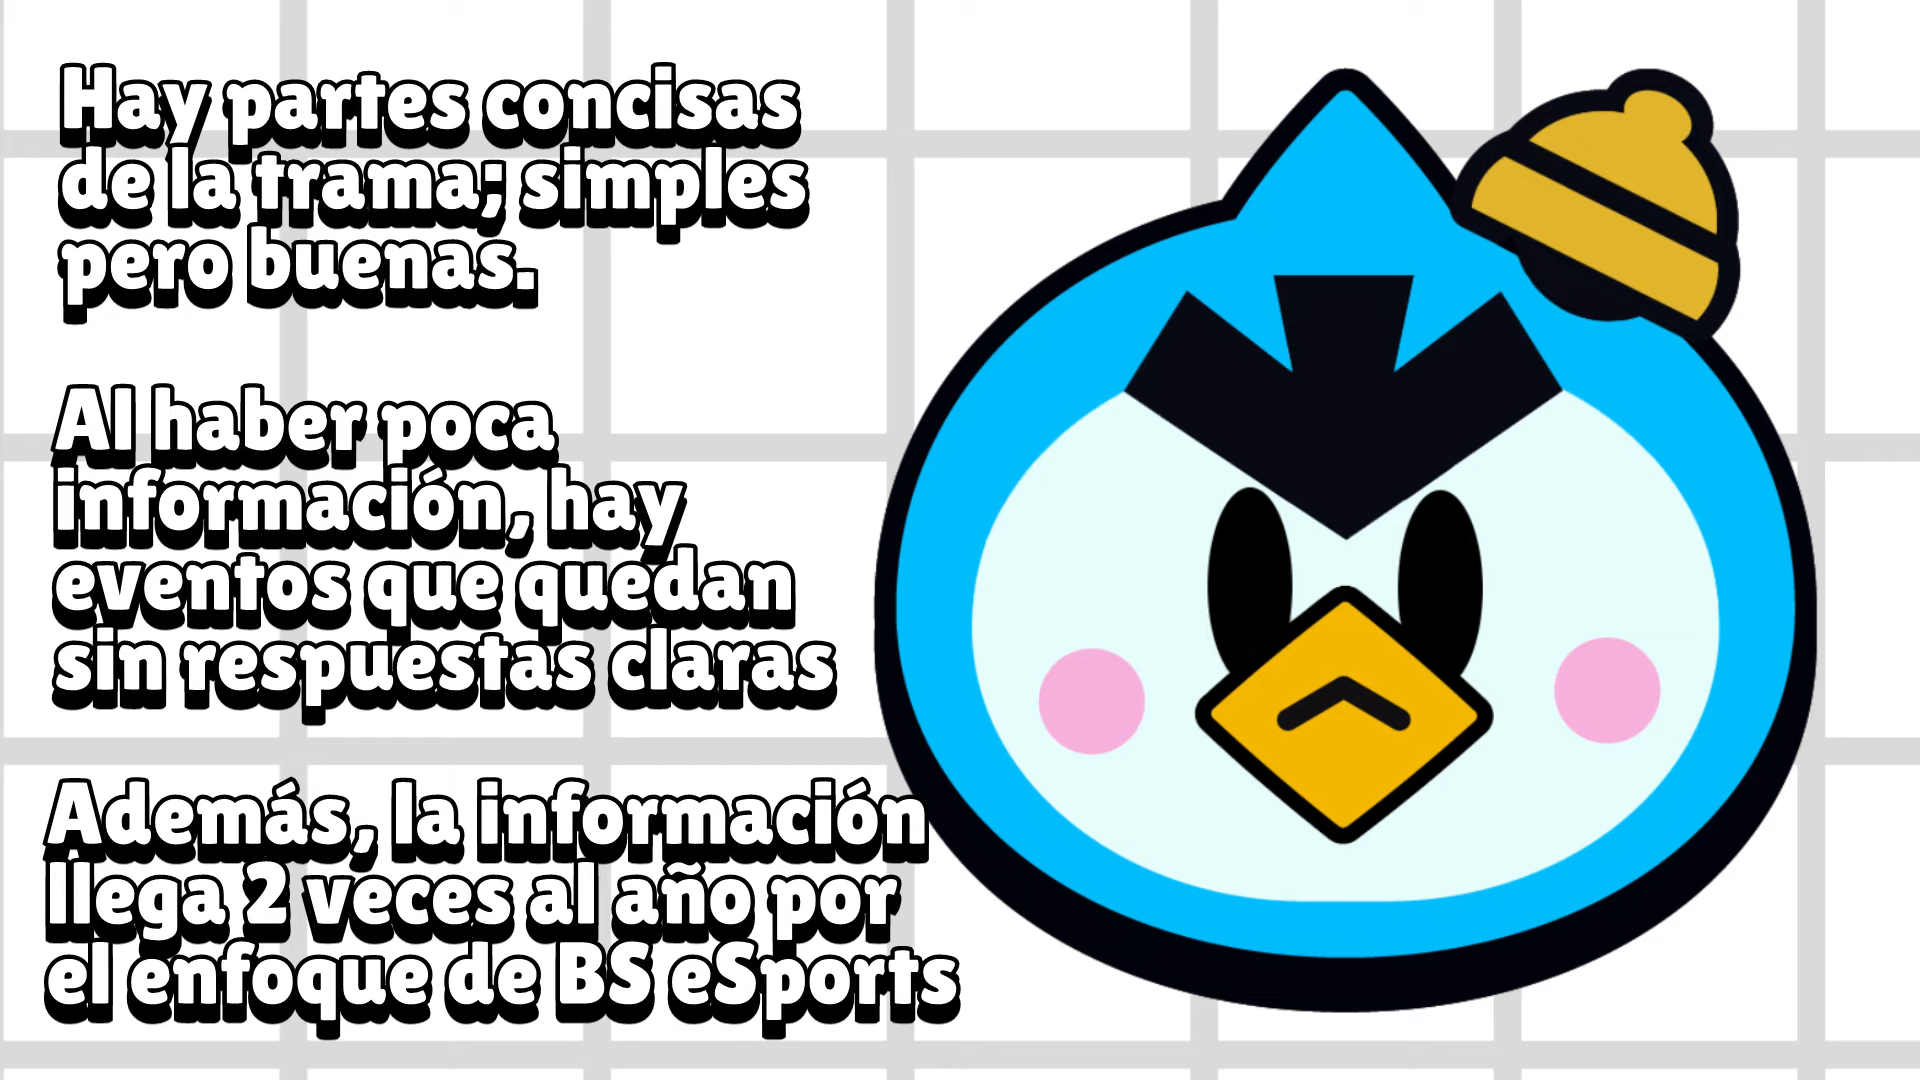 Hay partes concisas
de la trama; simples
pero buenas.
Al haber poca
información, hay
eventos que quedan
sin respuestas claras
Además, la información
llega 2 veces al año por
el enfoque de BS eSports